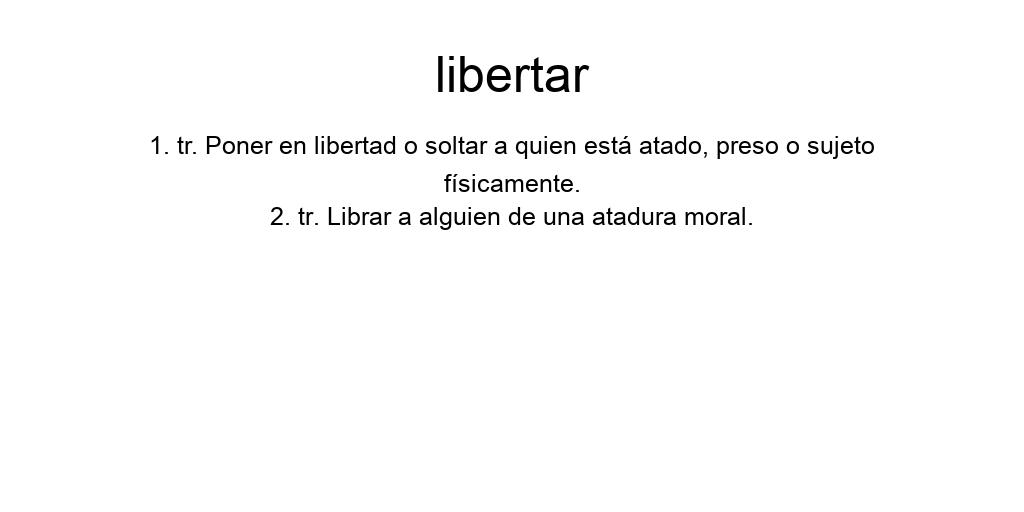 libertar
1. tr. Poner en libertad o soltar a quien está atado, preso o sujeto
físicamente.
2. tr. Librar a alguien de una atadura moral.